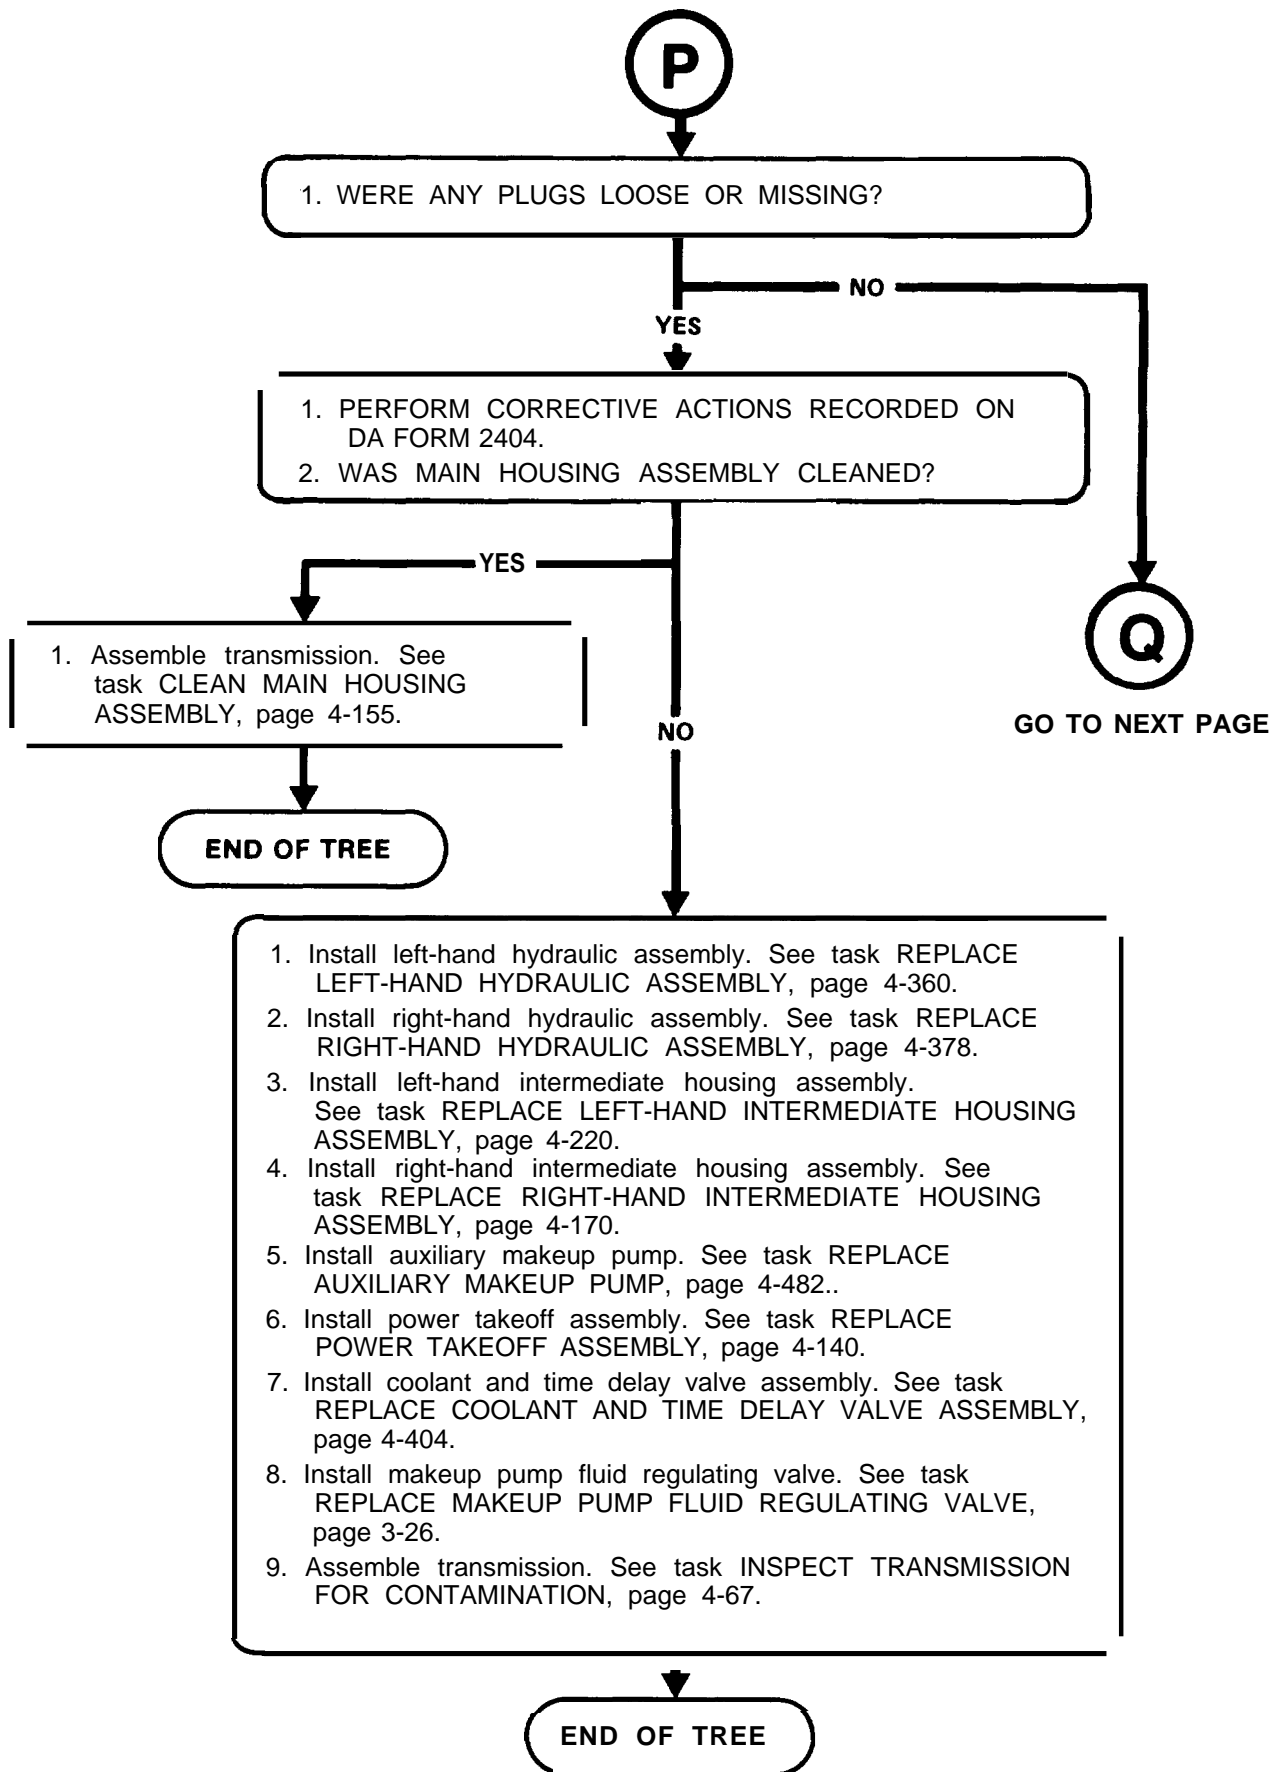 P
1. WERE ANY PLUGS LOOSE OR MISSING?
NO
YES
1. PERFORM CORRECTIVE ACTIONS RECORDED ON
DA FORM 2404.
2. WAS MAIN HOUSING ASSEMBLY CLEANED?
YES
Q
1. Assemble transmission. See
task CLEAN MAIN HOUSING
ASSEMBLY, page 4-155.
GO TO NEXT PAGE
NO
END OF TREE
1. Install left-hand hydraulic assembly. See task REPLACE
LEFT-HAND HYDRAULIC ASSEMBLY, page 4-360.
2. Install right-hand hydraulic assembly. See task REPLACE
RIGHT-HAND HYDRAULIC ASSEMBLY, page 4-378.
3. Install left-hand intermediate housing assembly.
See task REPLACE LEFT-HAND INTERMEDIATE HOUSING
ASSEMBLY, page 4-220.
4. Install right-hand intermediate housing assembly. See
task REPLACE RIGHT-HAND INTERMEDIATE HOUSING
ASSEMBLY, page 4-170.
5. Install auxiliary makeup pump. See task REPLACE
AUXILIARY MAKEUP PUMP, page 4-482..
6. Install power takeoff assembly. See task REPLACE
POWER TAKEOFF ASSEMBLY, page 4-140.
7. Install coolant and time delay valve assembly. See task
REPLACE COOLANT AND TIME DELAY VALVE ASSEMBLY,
page 4-404.
8. Install makeup pump fluid regulating valve. See task
REPLACE MAKEUP PUMP FLUID REGULATING VALVE,
page 3-26.
9. Assemble transmission. See task INSPECT TRANSMISSION
FOR CONTAMINATION, page 4-67.
END OF TREE